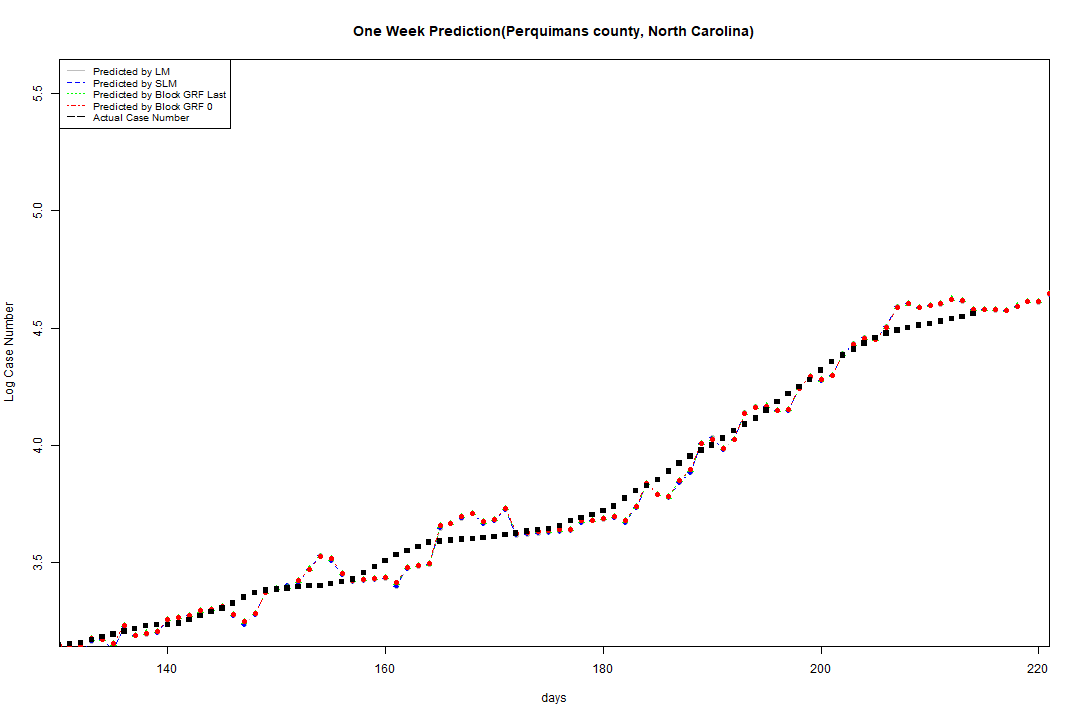 One Week Prediction(Perquimans county, North Carolina)
Predicted by LM
Predicted by SLM
Predicted by Block GRF Last
Predicted by Block GRF 0
Actual Case Number
5.5
5.0
4.5
4.0
3.5
Log Case Number
140 160 180 200 220
days